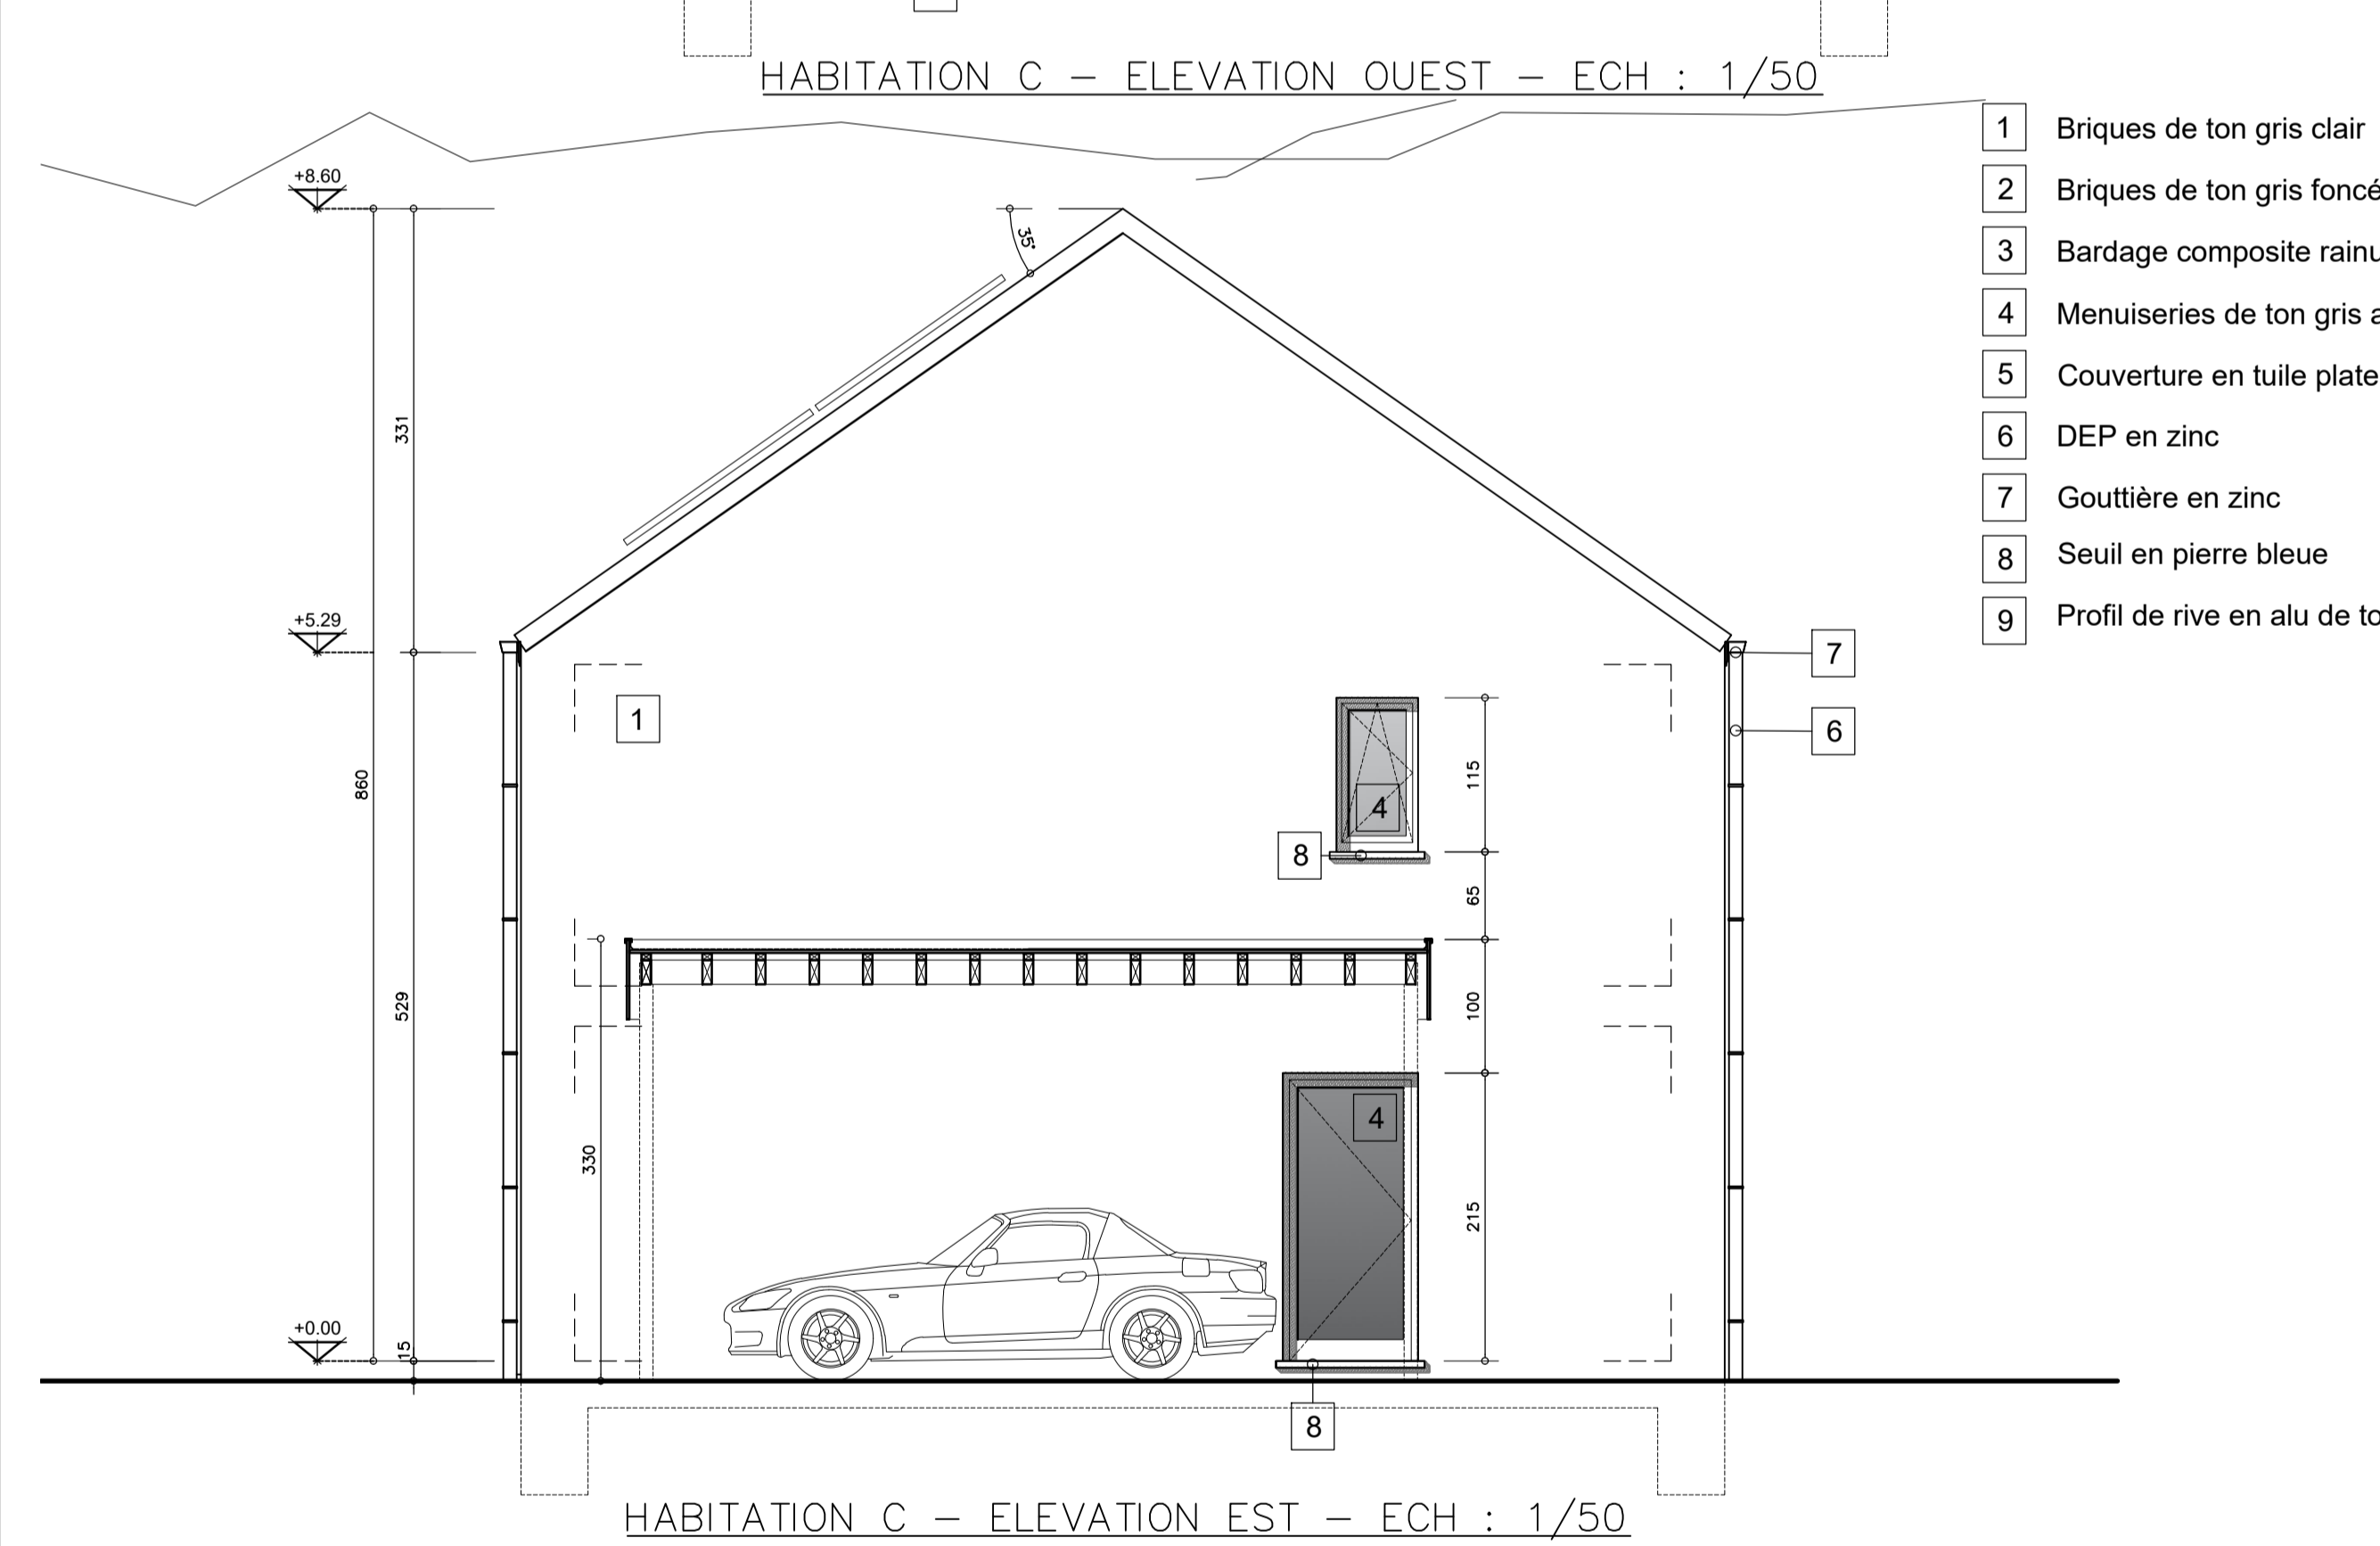 HABITATION C – ELEVATION OUEST – ECH : 1/50
1 Briques de ton gris clair
2 Briques de ton gris foncé
3 Bardage composite rainu
4 Menuiseries de ton gris a
5 Couverture en tuile plate
6 DEP en zinc
7 Gouttière en zinc
8 Seuil en pierre bleue
9 Profil de rive en alu de to
+8.60
35°
331
+5.29
7
1
6
860
115
4
8
65
529
100
4
330
215
+0.00
15
8
HABITATION C – ELEVATION EST – ECH : 1/50